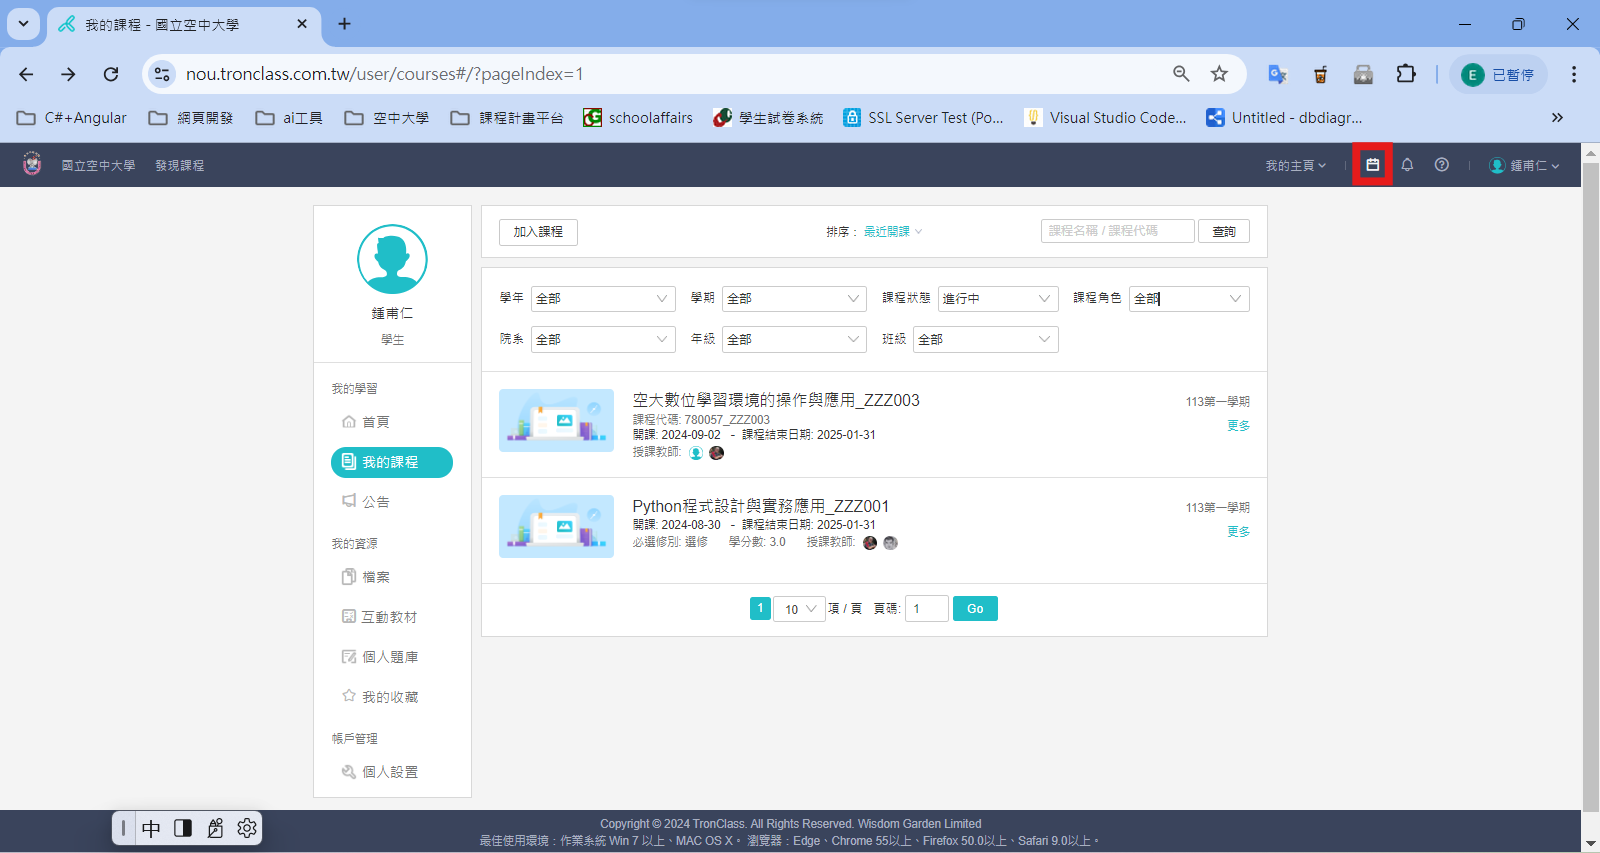 我的課程 - 國立空中大學
nou.tronclass.com.tw/user/courses#/?pageIndex=1
E 已暫停
C#+Angular 網頁開發 ai工具 空中大學 課程計畫平台 schoolaffairs 學生試卷系統 SSL Server Test (Po... Visual Studio Code... Untitled - dbdiagr...
國立空中大學 發現課程 我的主頁 鍾甫仁
鍾甫仁
學生
我的學習
首頁
我的課程
公告
我的資源
檔案
互動教材
個人題庫
我的收藏
帳戶管理
個人設置
加入課程 排序： 最近開課 課程名稱 / 課程代碼 查詢
學年 全部 學期 全部 課程狀態 進行中 課程角色 全部
院系 全部 年級 全部 班級 全部
空大數位學習環境的操作與應用_ZZZ003 113第一學期
課程代碼: 780057_ZZZ003 更多
開課: 2024-09-02 - 課程結束日期: 2025-01-31
授課教師:
Python程式設計與實務應用_ZZZ001 113第一學期
開課: 2024-08-30 - 課程結束日期: 2025-01-31 更多
必選修別: 選修 學分數: 3.0 授課教師:
1 10 項 / 頁 頁碼: 1 Go
中
Copyright © 2024 TronClass. All Rights Reserved. Wisdom Garden Limited
最佳使用環境：作業系統 Win 7 以上、MAC OS X。 瀏覽器：Edge、Chrome 55以上、Firefox 50.0以上、Safari 9.0以上。